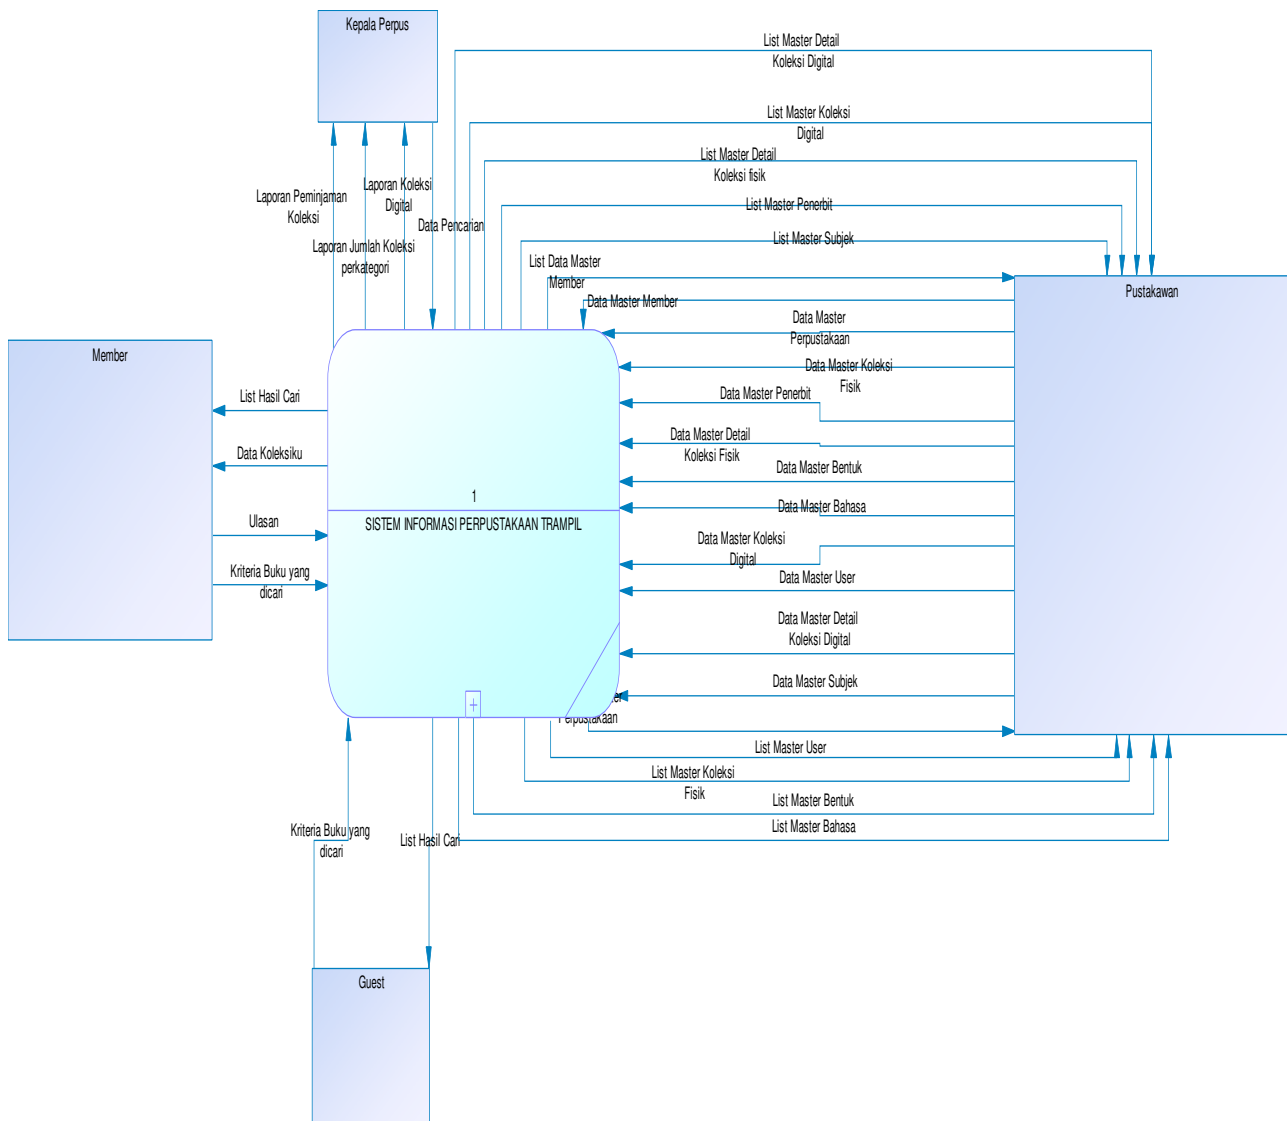 Kepala Perpus
List Master Detail
Koleksi Digital
List Master Koleksi
Digital
List Master Detail
Koleksi fisik
Laporan Peminjaman
Koleksi
Laporan Koleksi
Digital
Data Pencarian
List Master Penerbit
Laporan Jumlah Koleksi
perkategori
List Master Subjek
List Data Master
Member
Data Master Member
Pustakawan
Data Master
Perpustakaan
Member
Data Master Koleksi
Fisik
List Hasil Cari
Data Master Penerbit
Data Master Detail
Koleksi Fisik
Data Koleksiku
Data Master Bentuk
1
SISTEM INFORMASI PERPUSTAKAAN TRAMPIL
Data Master Bahasa
Ulasan
Data Master Koleksi
Digital
Kriteria Buku yang
dicari
Data Master User
Data Master Detail
Koleksi Digital
Data Master Subjek
Perpustakaan
List Master User
List Master Koleksi
Fisik
List Master Bentuk
List Master Bahasa
Kriteria Buku yang
dicari
List Hasil Cari
Guest